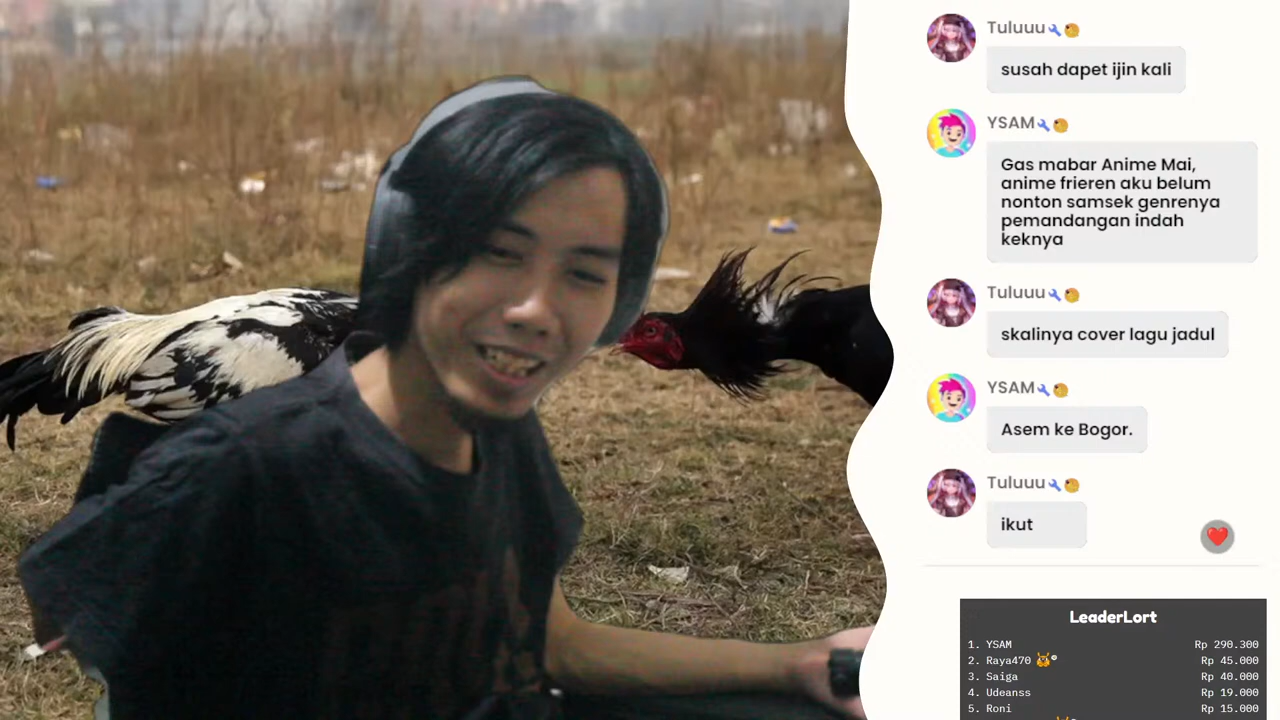 Tuluuu
susah dapet ijin kali
YSAM
Gas mabar Anime Mai,
anime frieren aku belum
nonton samsek genrenya
pemandangan indah
keknya
Tuluuu
skalinya cover lagu jadul
YSAM
Asem ke Bogor.
Tuluuu
ikut
LeaderLort
1. YSAM Rp 290.300
2. Raya470 Rp 45.000
3. Saiga Rp 40.000
4. Udeanss Rp 19.000
5. Roni Rp 15.000